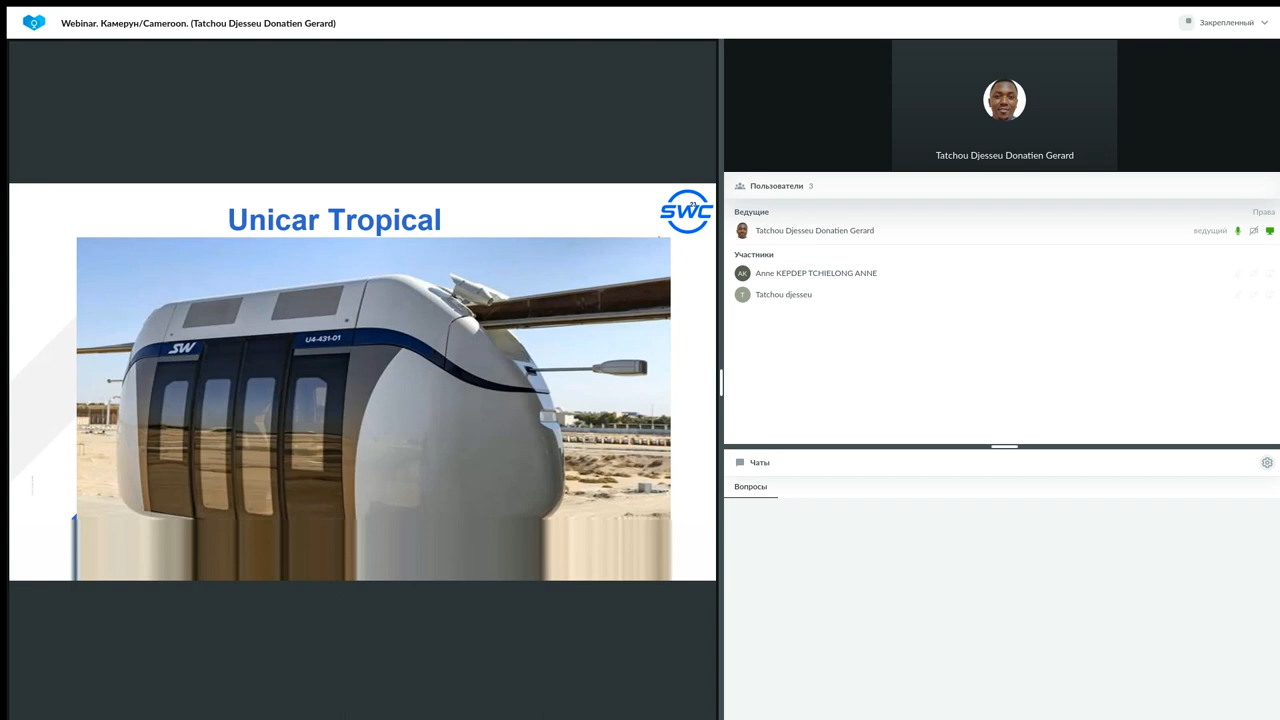 Webinar. Камерун/Cameroon. (Tatchou Djesseu Donatien Gerard)
Закрепленный
Unicar Tropical
SWC
21
SW
U4-431-01
Tatchou Djesseu Donatien Gerard
Пользователи 3
Ведущие
Права
Tatchou Djesseu Donatien Gerard
ведущий
Участники
AK
Anne KEPDEP TCHIELONG ANNE
T
Tatchou djesseu
Чаты
Вопросы